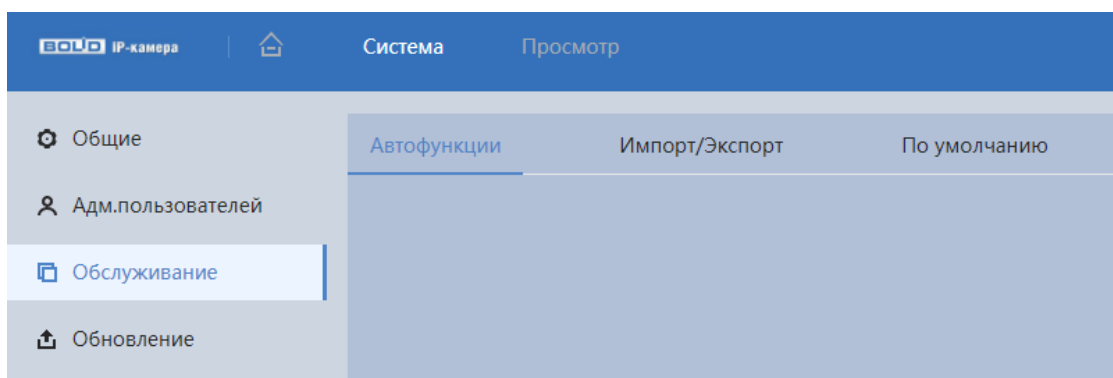 BOLID IP-камера Система Просмотр
Общие
Адм.пользователей
Обслуживание
Обновление
Автофункции Импорт/Экспорт По умолчанию